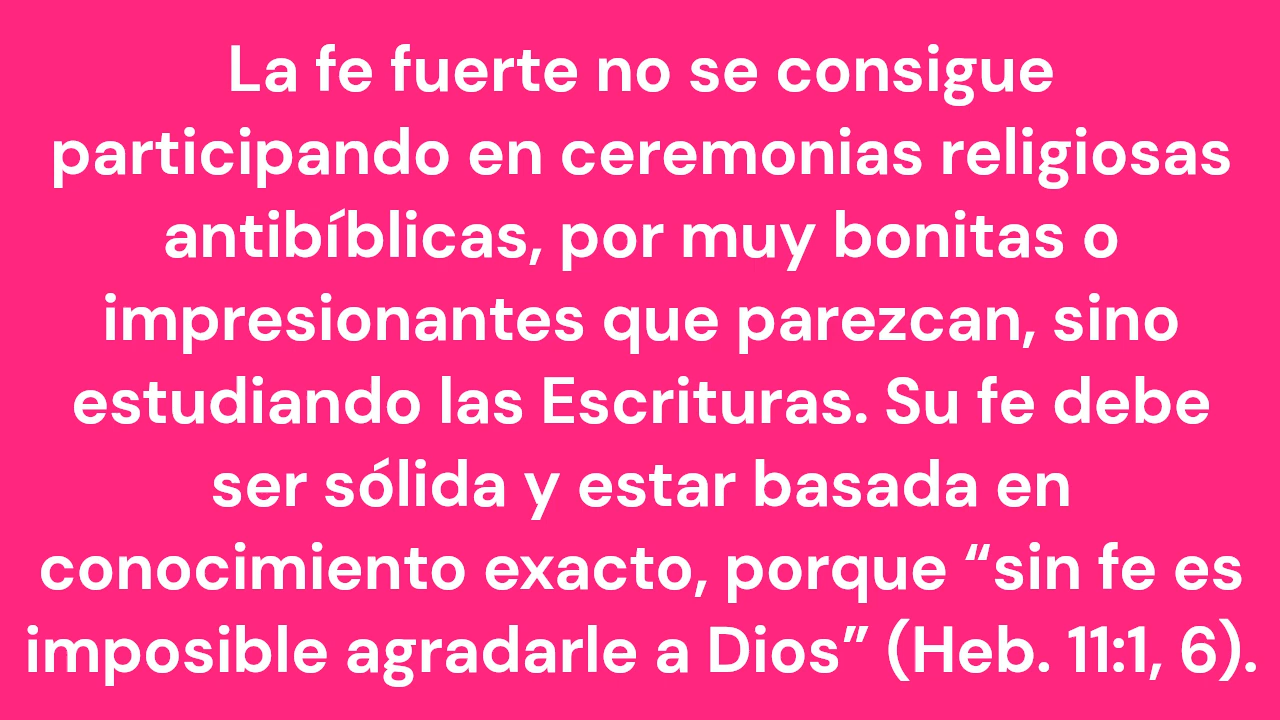 La fe fuerte no se consigue
participando en ceremonias religiosas
antibíblicas, por muy bonitas o
impresionantes que parezcan, sino
estudiando las Escrituras. Su fe debe
ser sólida y estar basada en
conocimiento exacto, porque “sin fe es
imposible agradarle a Dios” (Heb. 11:1, 6).